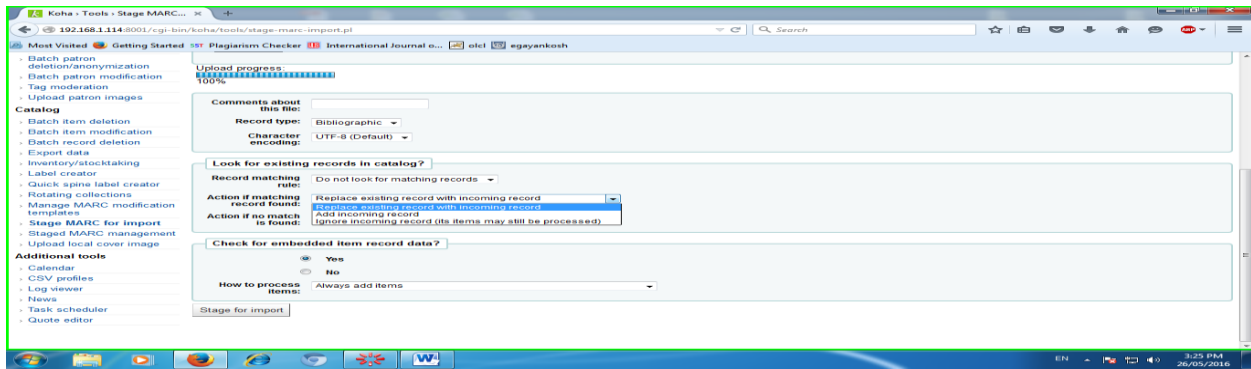 Koha › Tools › Stage MARC...
192.168.1.114:8001/cgi-bin/koha/tools/stage-marc-import.pl
Search
ABP
Most Visited Getting Started SST Plagiarism Checker International Journal o... olcl egayankosh
Batch patron
deletion/anonymization
Batch patron modification
Tag moderation
Upload patron images
Catalog
Batch item deletion
Batch item modification
Batch record deletion
Export data
Inventory/stocktaking
Label creator
Quick spine label creator
Rotating collections
Manage MARC modification
templates
Stage MARC for import
Staged MARC management
Upload local cover image
Additional tools
Calendar
CSV profiles
Log viewer
News
Task scheduler
Quote editor
Upload progress:
100%
Comments about
this file:
Record type: Bibliographic
Character
encoding: UTF-8 (Default)
Look for existing records in catalog?
Record matching
rule: Do not look for matching records
Action if matching
record found: Replace existing record with incoming record
Replace existing record with incoming record
Add incoming record
Ignore incoming record (its items may still be processed)
Action if no match
is found:
Check for embedded item record data?
Yes
No
How to process
items: Always add items
Stage for import
EN
3:25 PM
26/05/2016